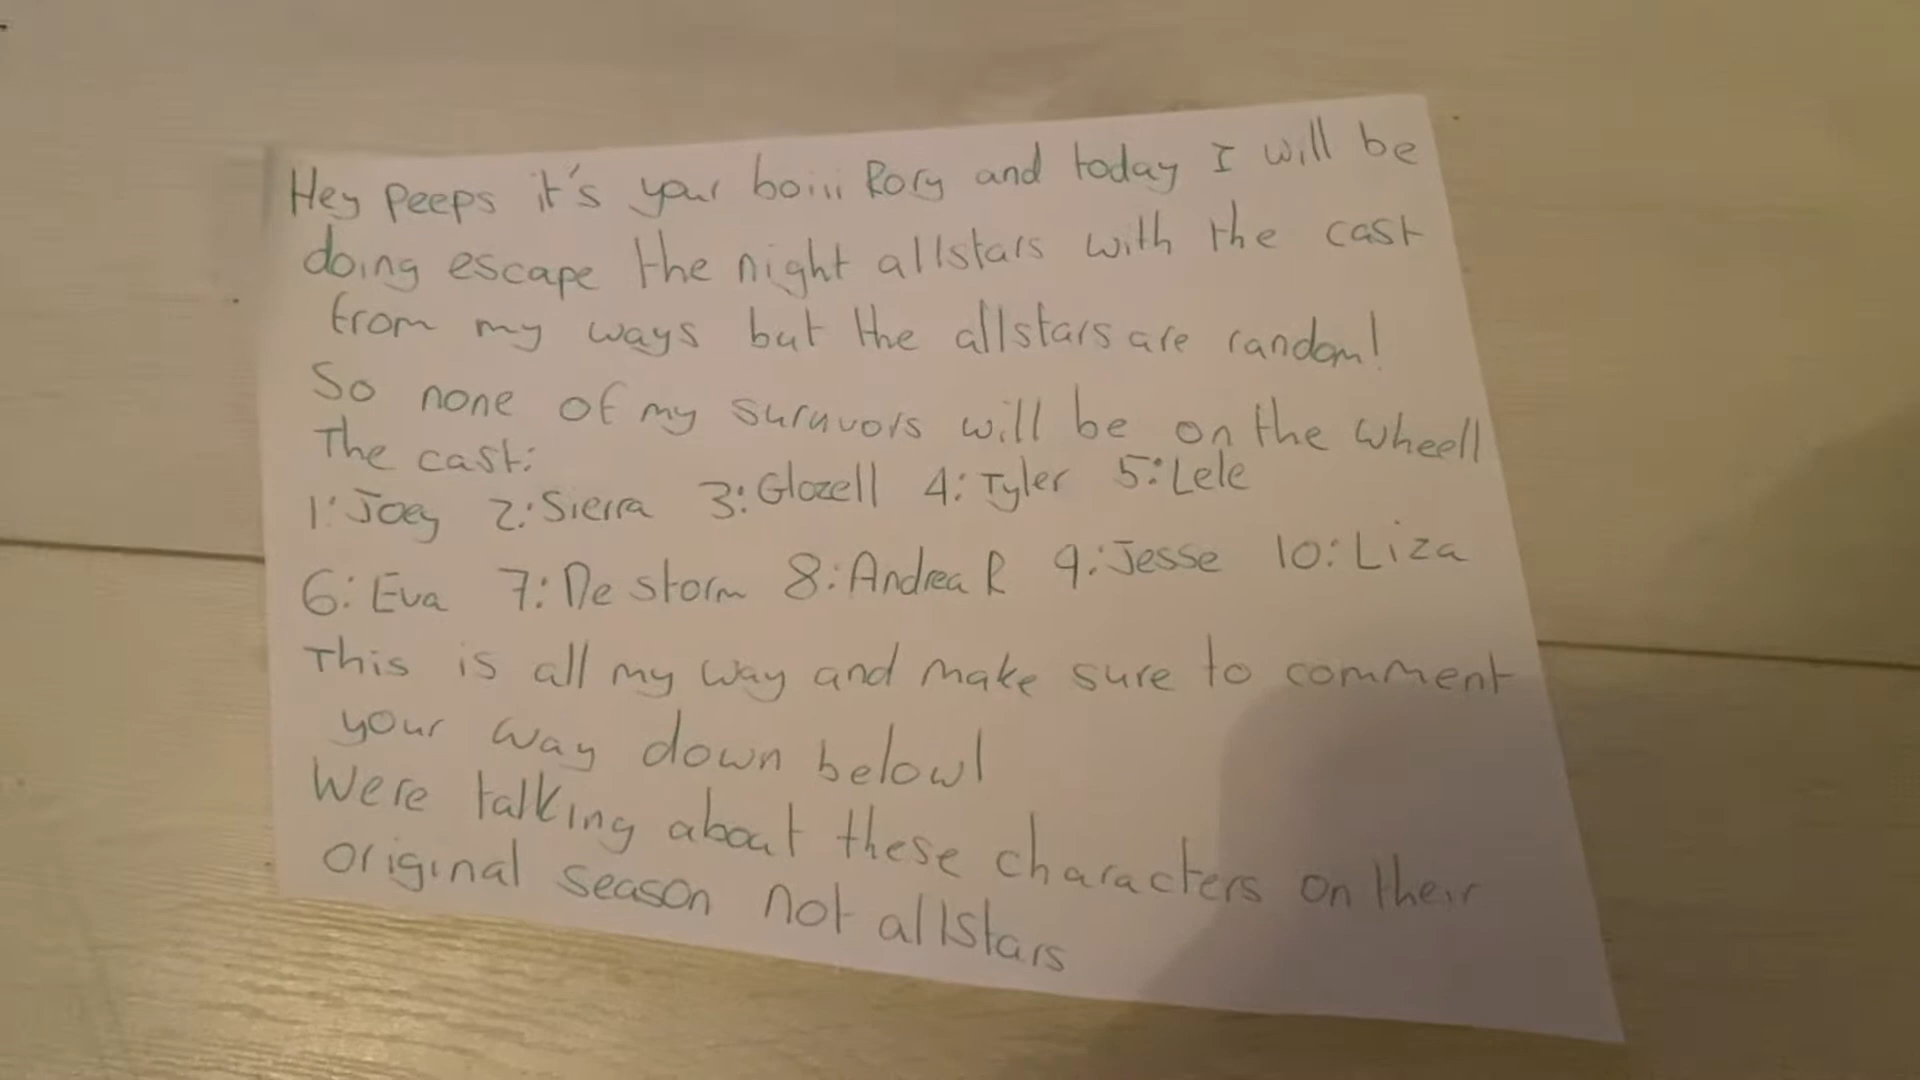 Hey peeps it's your boiii Rory and today I will be
doing escape the night allstars with the cast
from my ways but the allstars are random!
So none of my survivors will be on the wheell
The cast:
1: Joey 2: Sierra 3: Glozell 4: Tyler 5: Lele
6: Eva 7: De storm 8: Andrea R 9: Jesse 10: Liza
This is all my way and make sure to comment
your way down below!
Were talking about these characters on their
original season not allstars